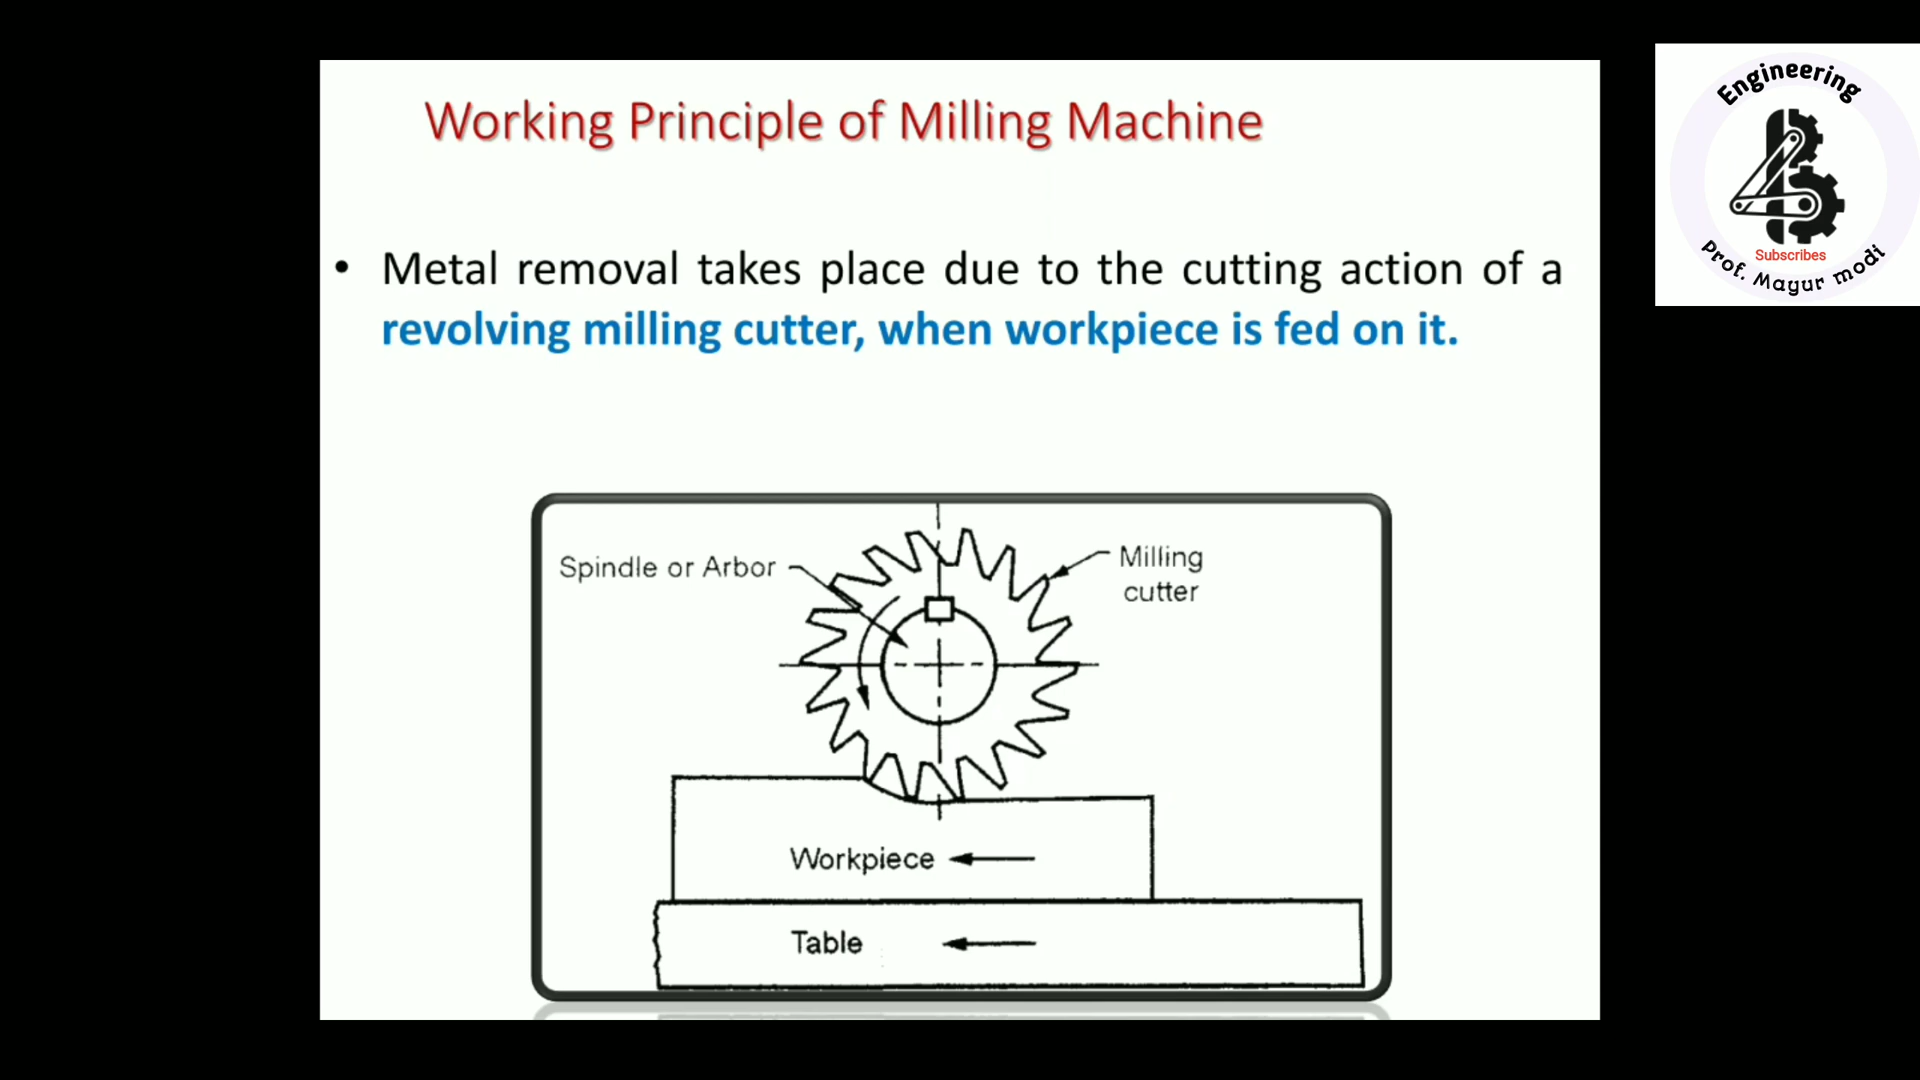 Working Principle of Milling Machine
• Metal removal takes place due to the cutting action of a
revolving milling cutter, when workpiece is fed on it.
Spindle or Arbor
Milling
cutter
Workpiece
Table
Engineering
Subscribes
Prof. Mayur modi